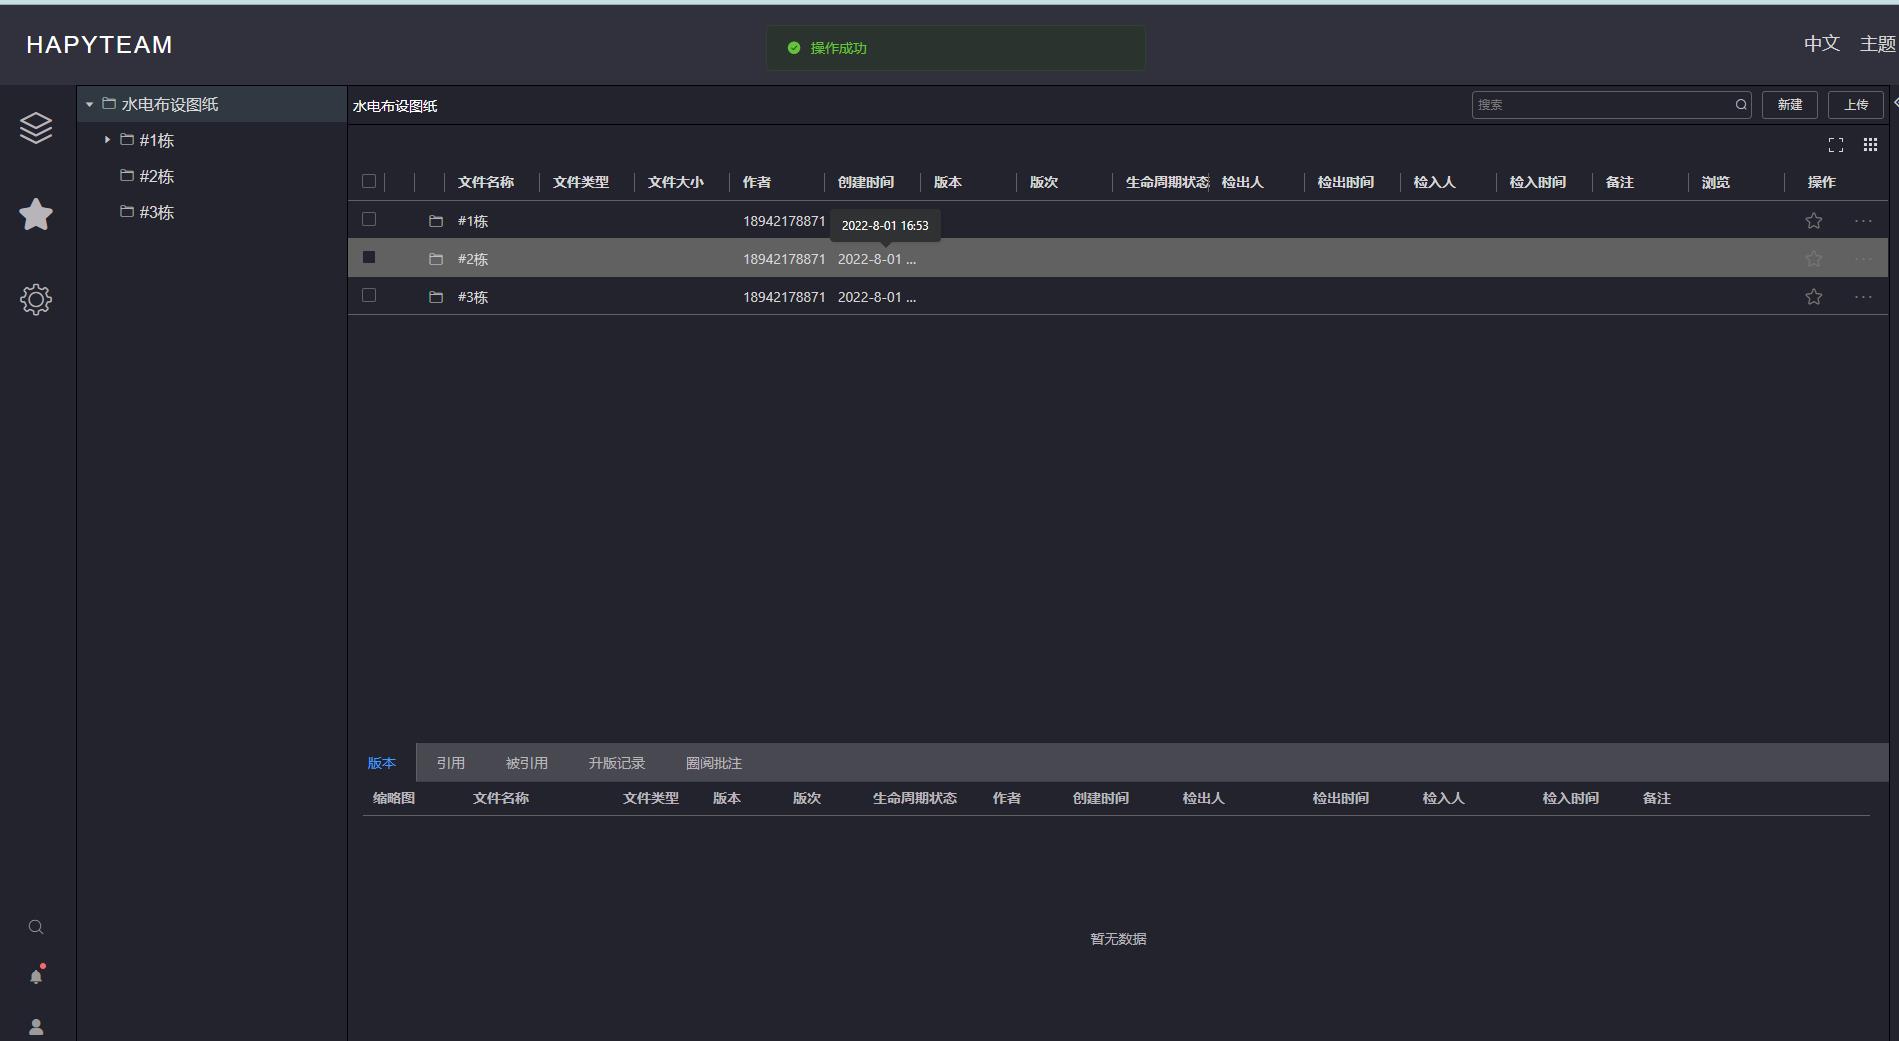 HAPYTEAM
操作成功
中文 主题
水电布设图纸
#1栋
#2栋
#3栋
水电布设图纸
搜索 新建 上传
文件名称 文件类型 文件大小 作者 创建时间 版本 版次 生命周期状态 检出人 检出时间 检入人 检入时间 备注 浏览 操作
#1栋 18942178871
2022-8-01 16:53
#2栋 18942178871 2022-8-01 ...
#3栋 18942178871 2022-8-01 ...
版本 引用 被引用 升版记录 圈阅批注
缩略图 文件名称 文件类型 版本 版次 生命周期状态 作者 创建时间 检出人 检出时间 检入人 检入时间 备注
暂无数据